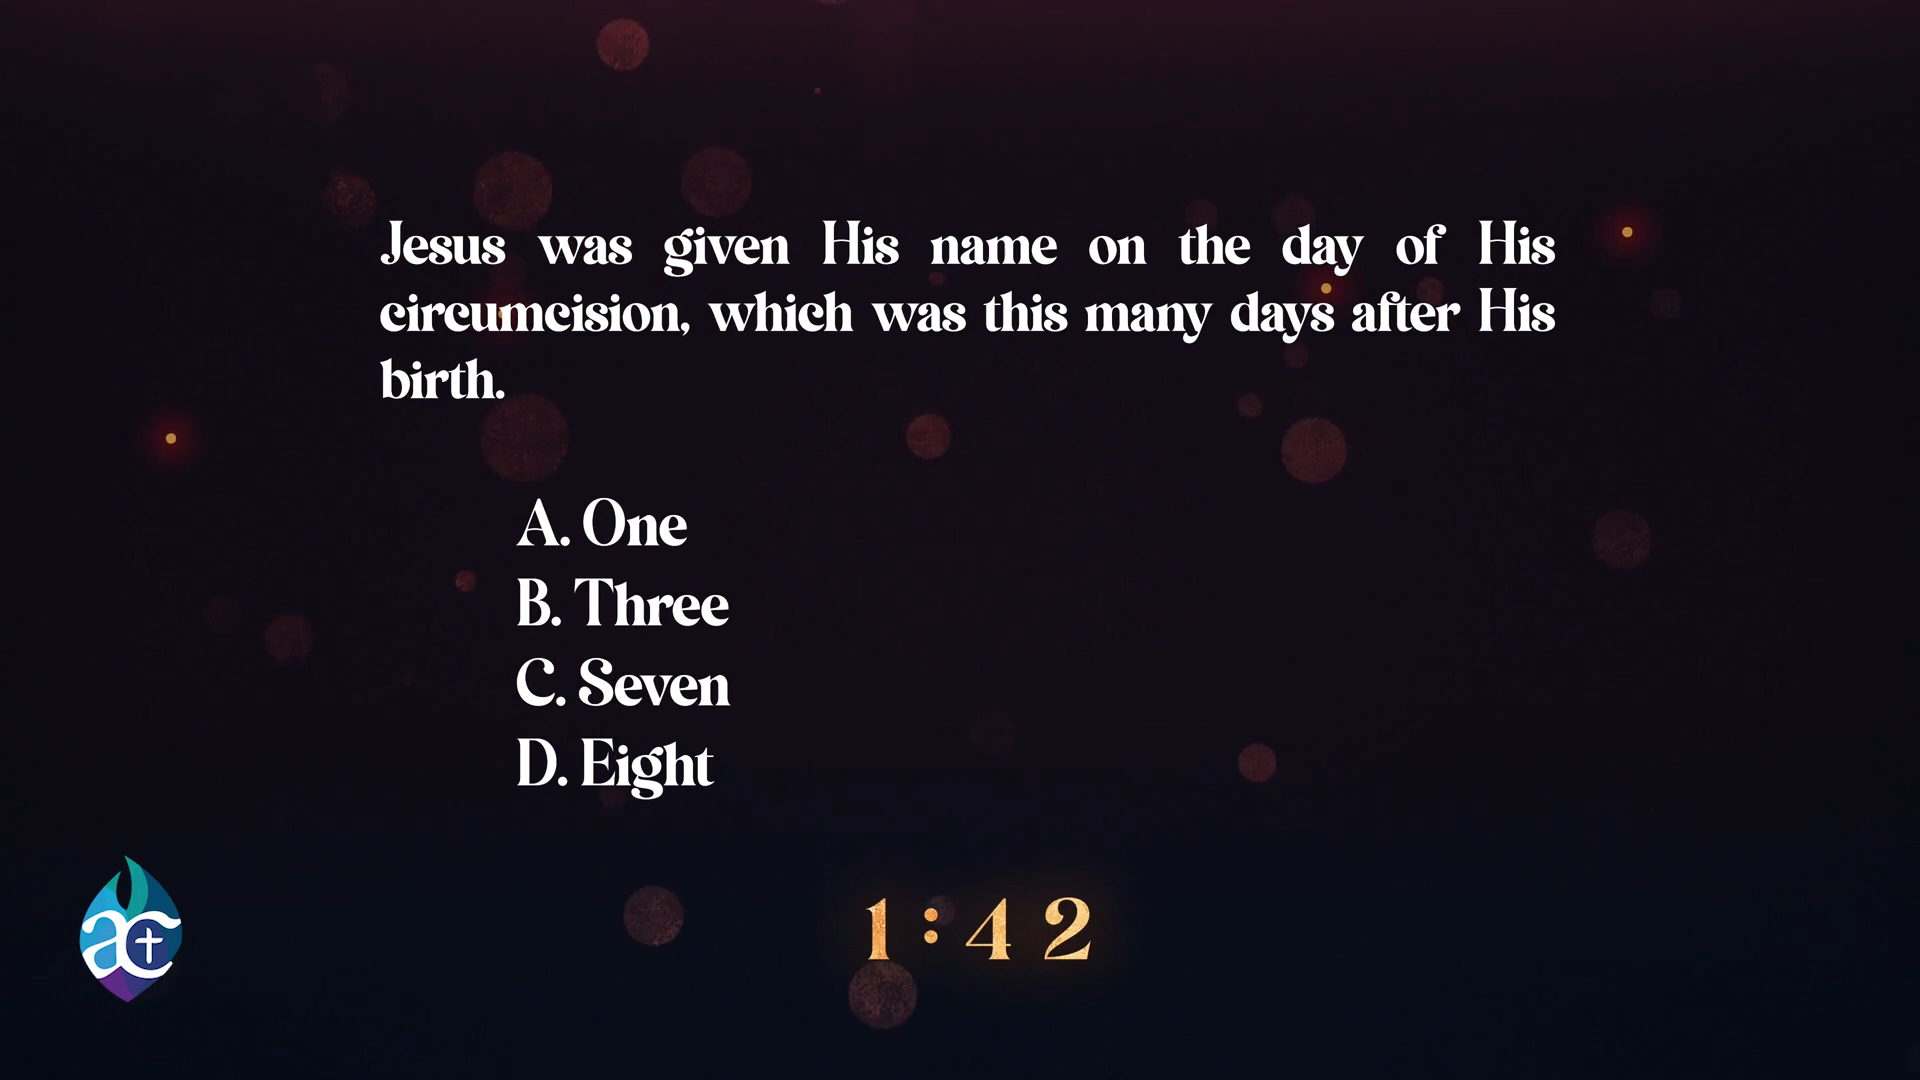 Jesus was given His name on the day of His
circumcision, which was this many days after His
birth.
A. One
B. Three
C. Seven
D. Eight
ac
1:42